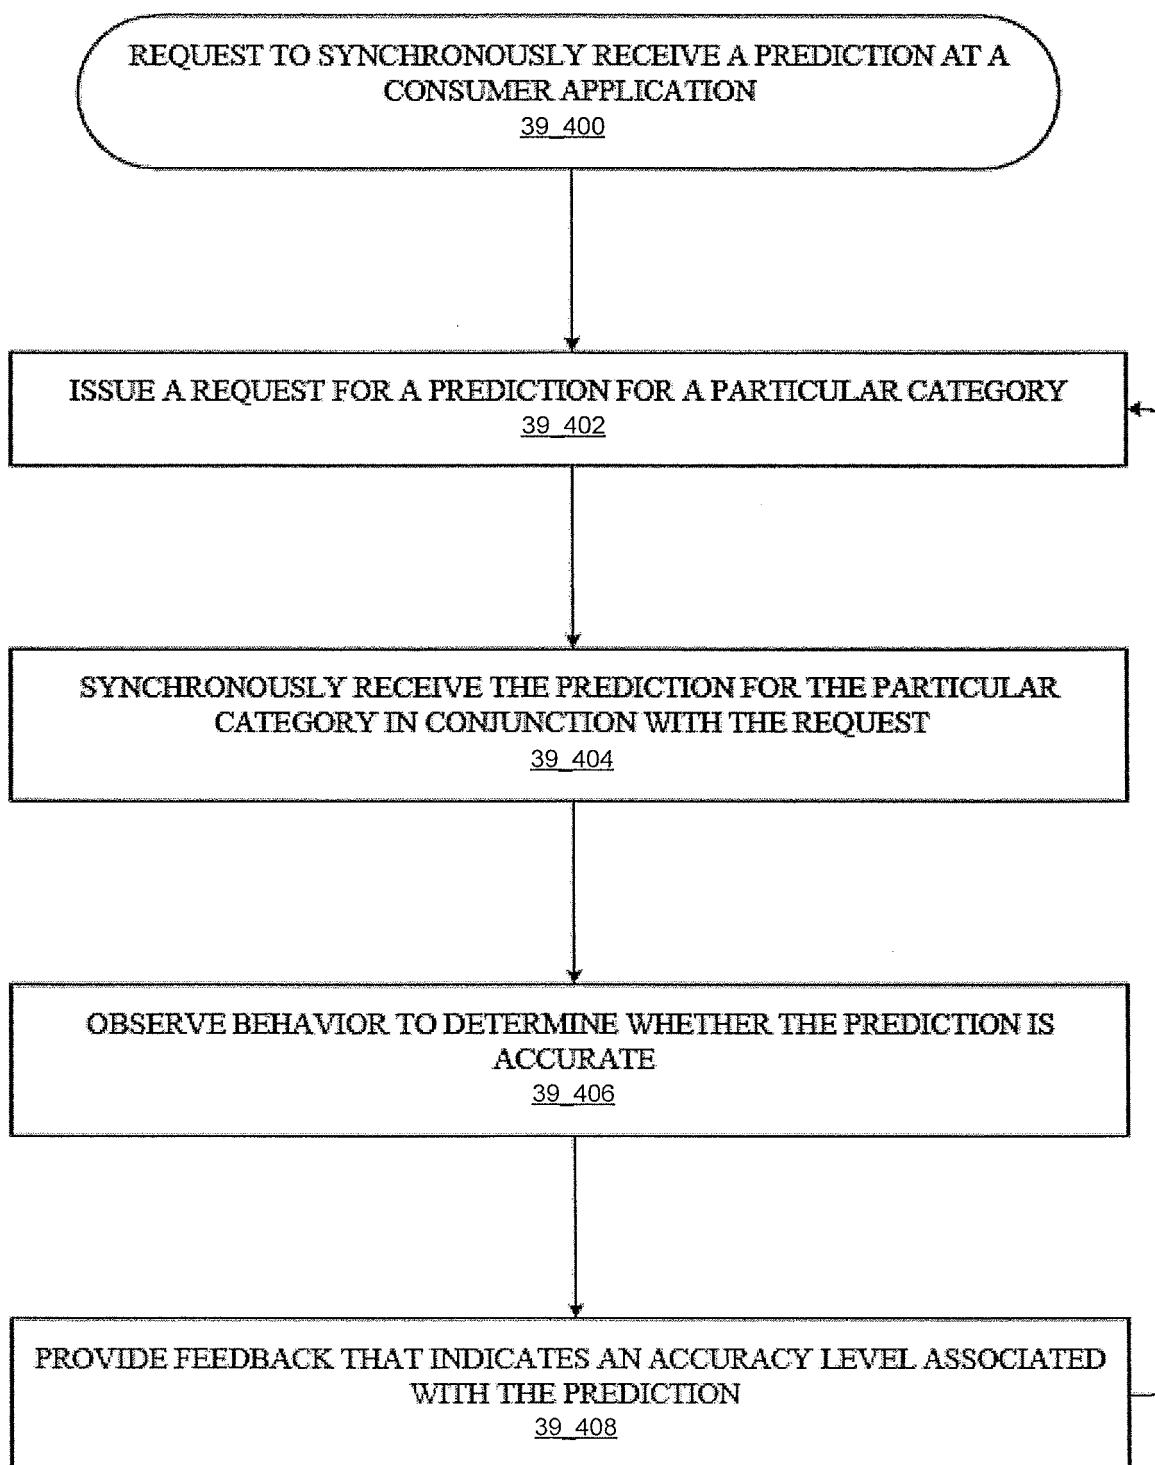 REQUEST TO SYNCHRONOUSLY RECEIVE A PREDICTION AT A
CONSUMER APPLICATION
39_400
ISSUE A REQUEST FOR A PREDICTION FOR A PARTICULAR CATEGORY
39_402
SYNCHRONOUSLY RECEIVE THE PREDICTION FOR THE PARTICULAR
CATEGORY IN CONJUNCTION WITH THE REQUEST
39_404
OBSERVE BEHAVIOR TO DETERMINE WHETHER THE PREDICTION IS
ACCURATE
39_406
PROVIDE FEEDBACK THAT INDICATES AN ACCURACY LEVEL ASSOCIATED
WITH THE PREDICTION
39_408